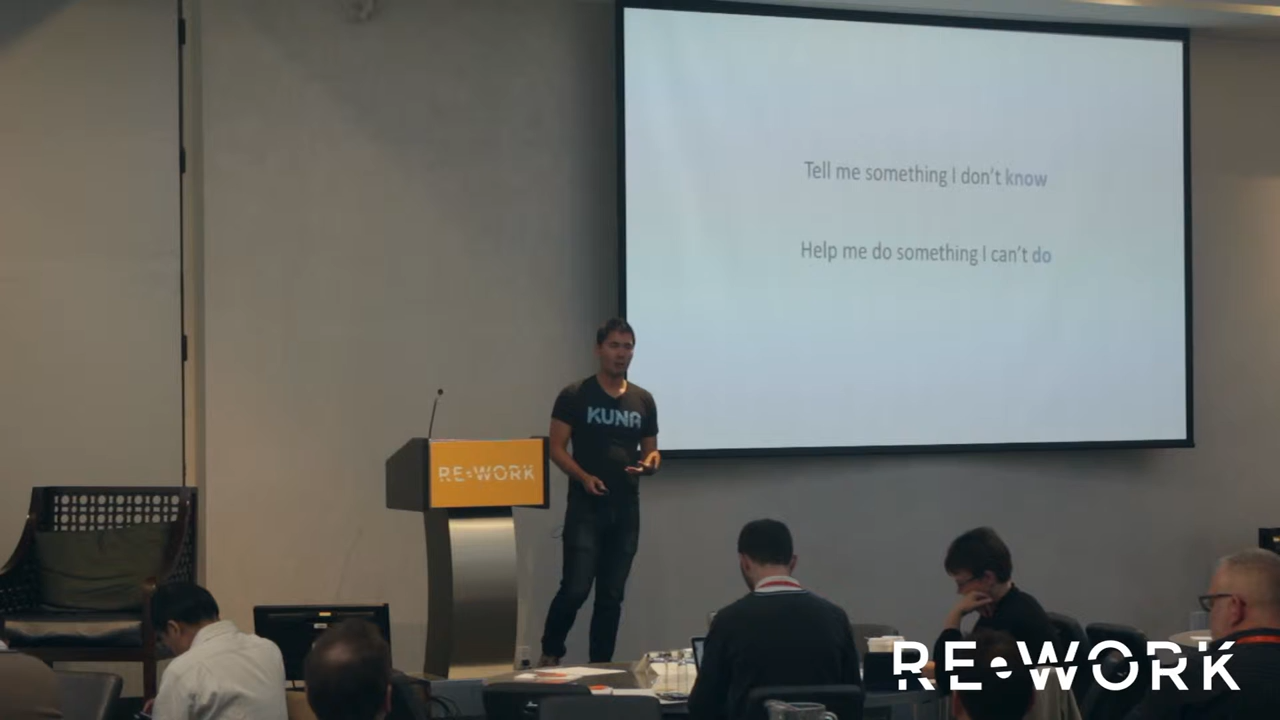 Tell me something I don't know
Help me do something I can't do
KUNA
RE•WORK
RE•WORK